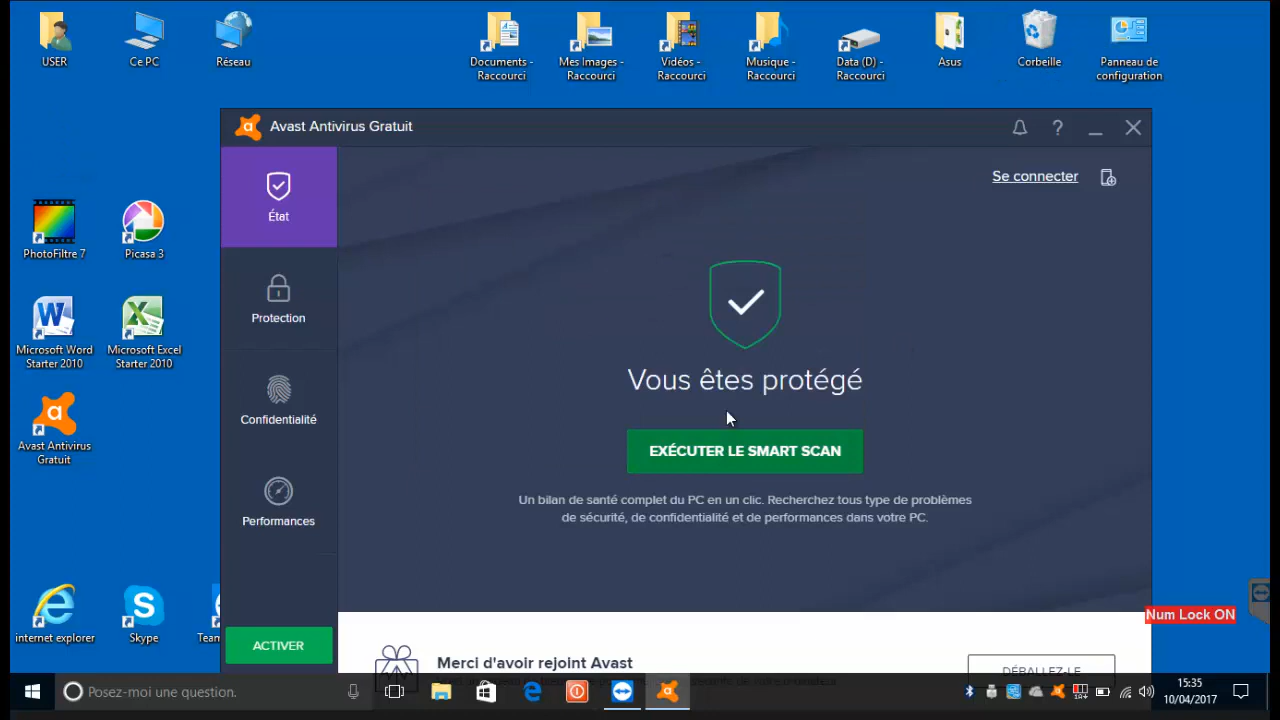 USER
Ce PC
Réseau
Documents -
Raccourci
Mes Images -
Raccourci
Vidéos -
Raccourci
Musique -
Raccourci
Data (D) -
Raccourci
Asus
Corbeille
Panneau de
configuration
Avast Antivirus Gratuit
?
Se connecter
État
PhotoFiltre 7
Picasa 3
Protection
Microsoft Word
Starter 2010
Microsoft Excel
Starter 2010
Vous êtes protégé
Confidentialité
Avast Antivirus
Gratuit
EXÉCUTER LE SMART SCAN
Un bilan de santé complet du PC en un clic. Recherchez tous type de problèmes
de sécurité, de confidentialité et de performances dans votre PC.
Performances
internet explorer
Skype
Team
Num Lock ON
ACTIVER
Merci d'avoir rejoint Avast
DÉBALLEZ-LE
Posez-moi une question.
15:35
10/04/2017